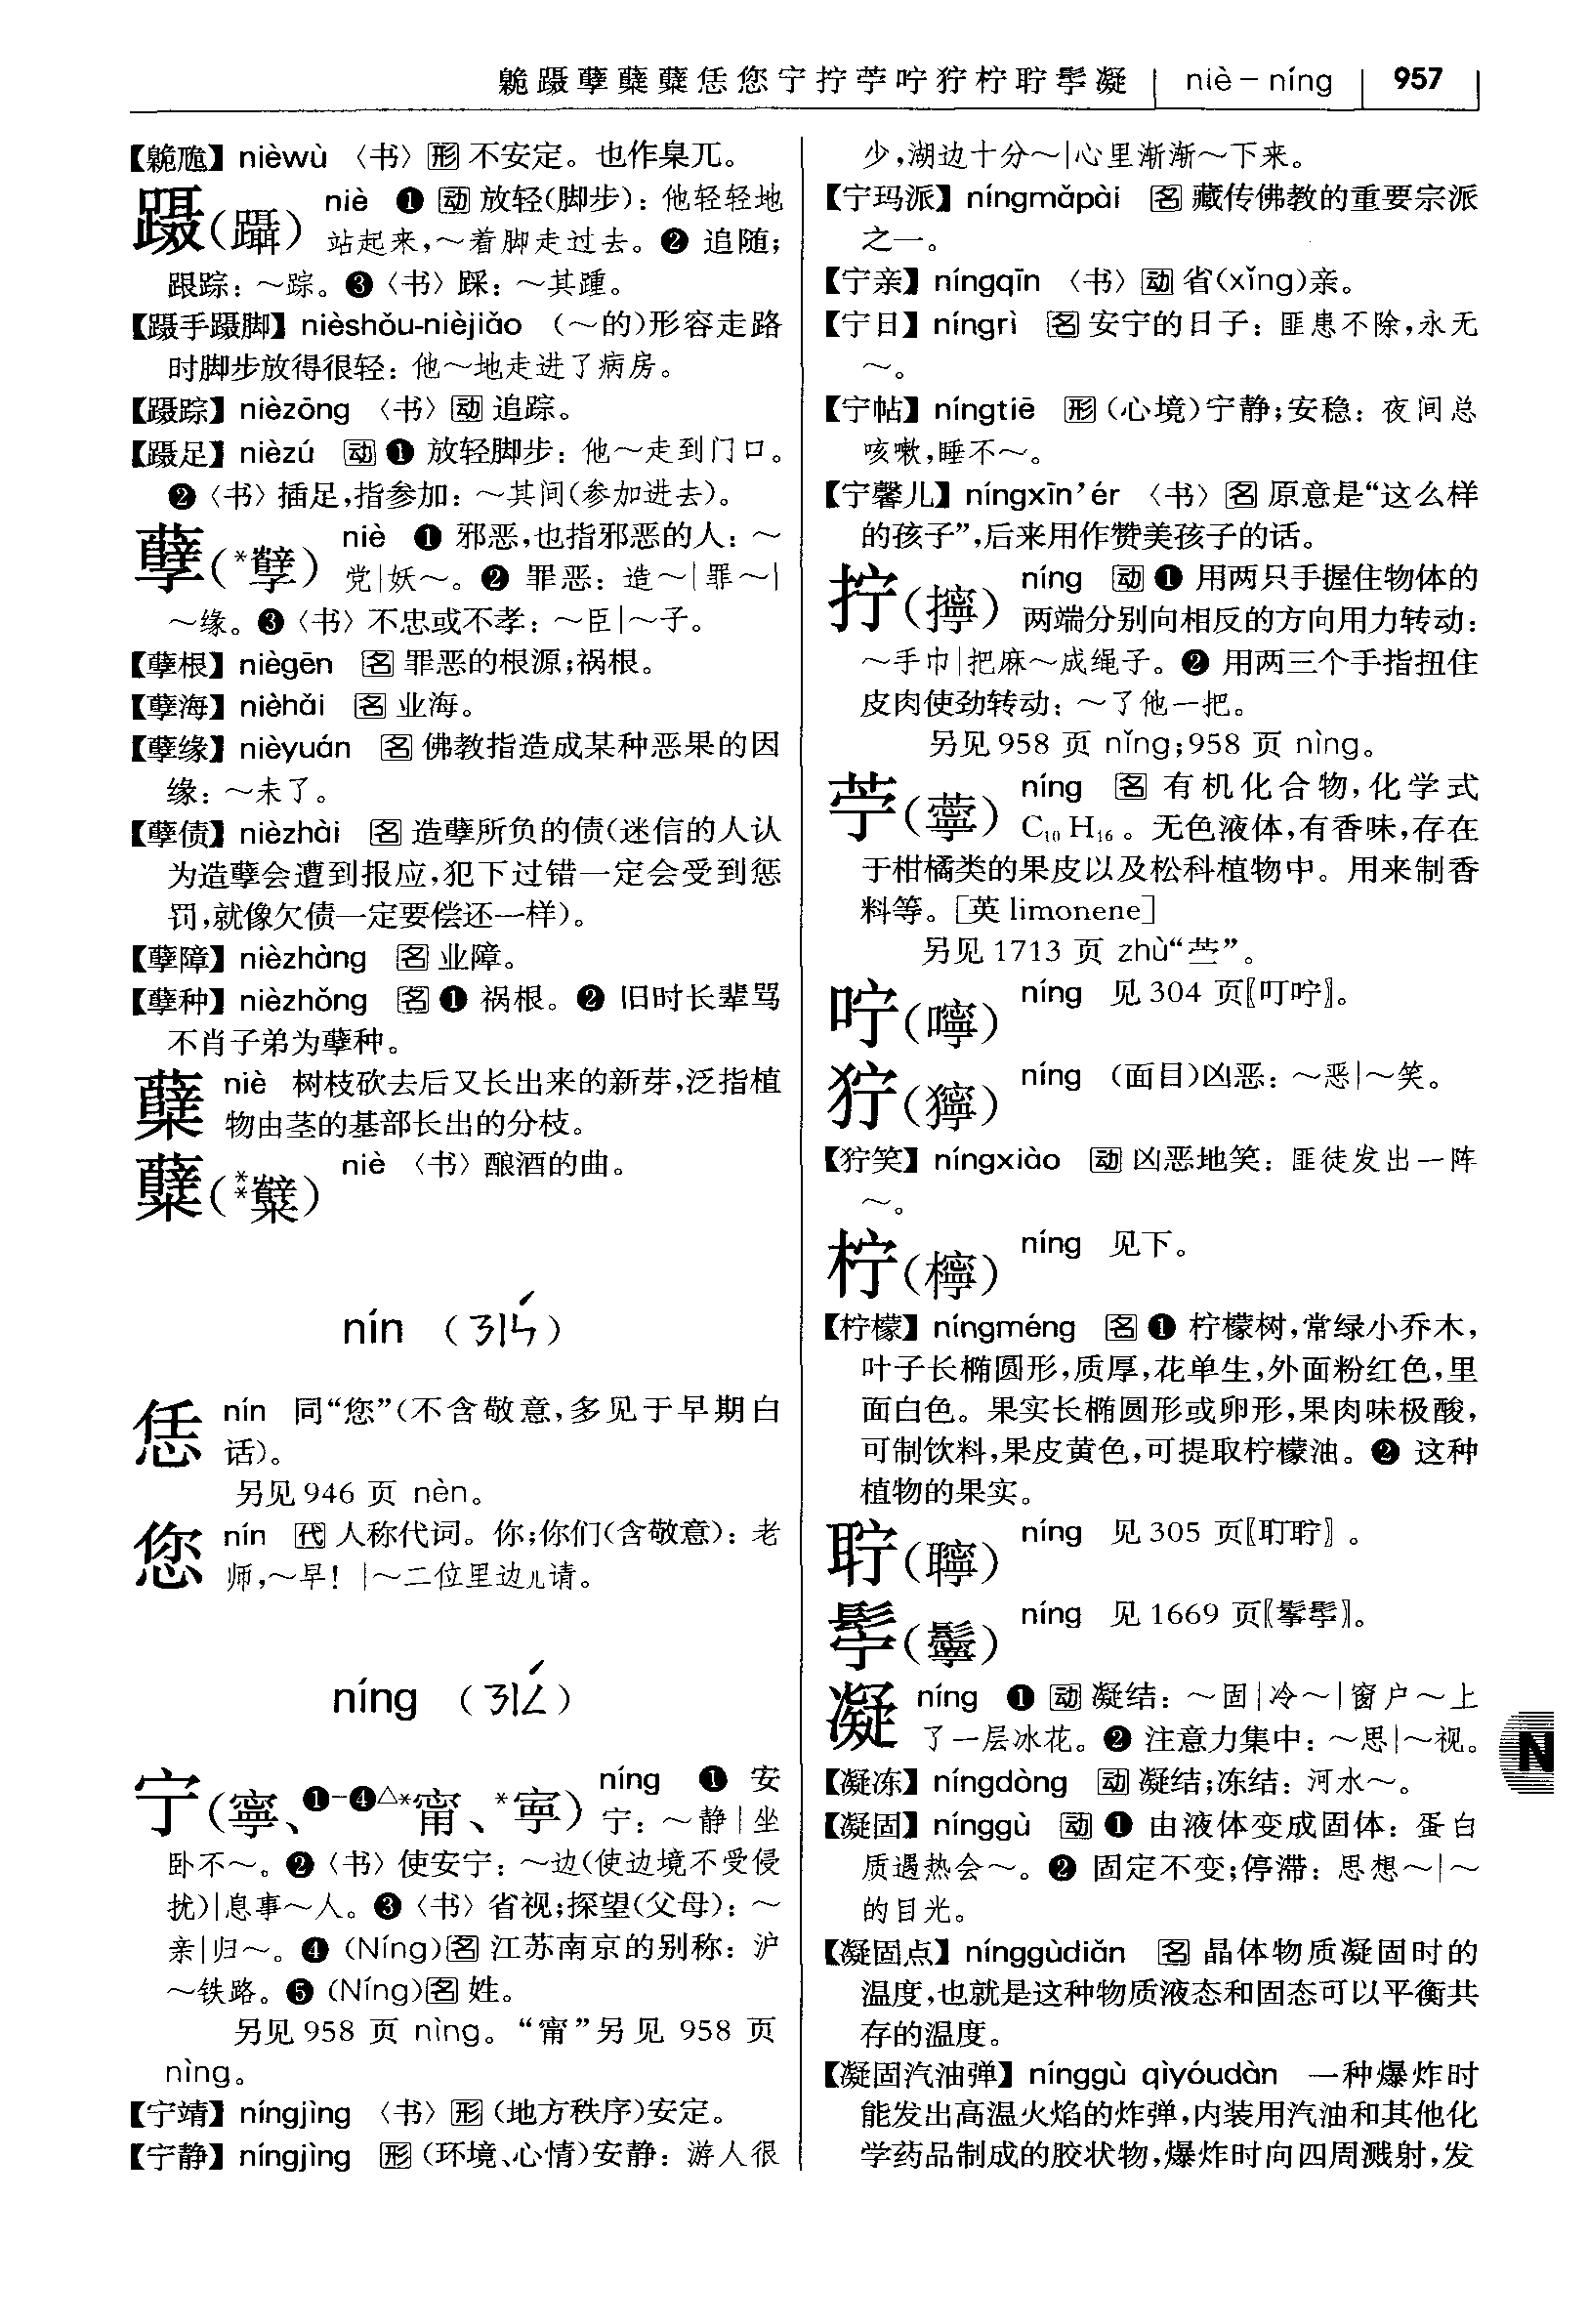 臲蹑孽蘖糱恁您宁拧苧咛狞柠聍髯凝 niè－níng 957
【臲卼】nièwù 〈书〉形 不安定。也作臬兀。
蹑（躡） niè ❶ 动 放轻（脚步）：他轻轻地
站起来，～着脚走过去。❷ 追随；
跟踪：～踪。❸〈书〉踩：～其踵。
【蹑手蹑脚】nièshǒu-nièjiǎo （～的）形容走路
时脚步放得很轻：他～地走进了病房。
【蹑踪】nièzōng 〈书〉动 追踪。
【蹑足】nièzú 动 ❶ 放轻脚步：他～走到门口。
❷〈书〉插足，指参加：～其间（参加进去）。
孽（*孼） niè ❶ 邪恶，也指邪恶的人：～
党|妖～。❷ 罪恶：造～|罪～|
～缘。❸〈书〉不忠或不孝：～臣|～子。
【孽根】niègēn 名 罪恶的根源；祸根。
【孽海】nièhǎi 名 业海。
【孽缘】nièyuán 名 佛教指造成某种恶果的因
缘：～未了。
【孽债】nièzhài 名 造孽所负的债（迷信的人认
为造孽会遭到报应，犯下过错一定会受到惩
罚，就像欠债一定要偿还一样）。
【孽障】nièzhàng 名 业障。
【孽种】nièzhǒng 名 ❶ 祸根。❷ 旧时长辈骂
不肖子弟为孽种。
蘖 niè 树枝砍去后又长出来的新芽，泛指植
物由茎的基部长出的分枝。
糵（**糱） niè 〈书〉酿酒的曲。
nín （ㄋㄧㄣˊ）
恁 nín 同“您”（不含敬意，多见于早期白
话）。
另见 946 页 nèn。
您 nín 代 人称代词。你；你们（含敬意）：老
师，～早！|～二位里边儿请。
níng （ㄋㄧㄥˊ）
宁（寧、❶-❹△*甯、*寍） níng ❶ 安
宁：～静|坐
卧不～。❷〈书〉使安宁：～边（使边境不受侵
扰）|息事～人。❸〈书〉省视；探望（父母）：～
亲|归～。❹ (Níng)名 江苏南京的别称：沪
～铁路。❺ (Níng)名 姓。
另见 958 页 nìng。“甯”另见 958 页
nìng。
【宁靖】níngjìng 〈书〉形（地方秩序）安定。
【宁静】níngjìng 形（环境、心情）安静：游人很
少，湖边十分～|心里渐渐～下来。
【宁玛派】níngmǎpài 名 藏传佛教的重要宗派
之一。
【宁亲】níngqīn 〈书〉动 省（xǐng）亲。
【宁日】níngrì 名 安宁的日子：匪患不除，永无
～。
【宁帖】níngtiē 形（心境）宁静；安稳：夜间总
咳嗽，睡不～。
【宁馨儿】níngxīn’ér 〈书〉名 原意是“这么样
的孩子”，后来用作赞美孩子的话。
拧（擰） níng 动 ❶ 用两只手握住物体的
两端分别向相反的方向用力转动：
～手巾|把麻～成绳子。❷ 用两三个手指扭住
皮肉使劲转动：～了他一把。
另见 958 页 nǐng；958 页 nìng。
苧（薴） níng 名 有机化合物，化学式
C₁₀H₁₆。无色液体，有香味，存在
于柑橘类的果皮以及松科植物中。用来制香
料等。［英 limonene］
另见 1713 页 zhù“苎”。
咛（嚀） níng 见 304 页〖叮咛〗。
狞（獰） níng （面目）凶恶：～恶|～笑。
【狞笑】níngxiào 动 凶恶地笑：匪徒发出一阵
～。
柠（檸） níng 见下。
【柠檬】níngméng 名 ❶ 柠檬树，常绿小乔木，
叶子长椭圆形，质厚，花单生，外面粉红色，里
面白色。果实长椭圆形或卵形，果肉味极酸，
可制饮料，果皮黄色，可提取柠檬油。❷ 这种
植物的果实。
聍（聹） níng 见 305 页〖耵聍〗。
（鬡） níng 见 1669 页
凝 níng ❶ 动 凝结：～固|冷～|窗户～上
了一层冰花。❷ 注意力集中：～思|～视。
【凝冻】níngdòng 动 凝结；冻结：河水～。
【凝固】nínggù 动 ❶ 由液体变成固体：蛋白
质遇热会～。❷ 固定不变；停滞：思想～|～
的目光。
【凝固点】nínggùdiǎn 名 晶体物质凝固时的
温度，也就是这种物质液态和固态可以平衡共
存的温度。
【凝固汽油弹】nínggù qìyóudàn 一种爆炸时
能发出高温火焰的炸弹，内装用汽油和其他化
学药品制成的胶状物，爆炸时向四周溅射，发
N